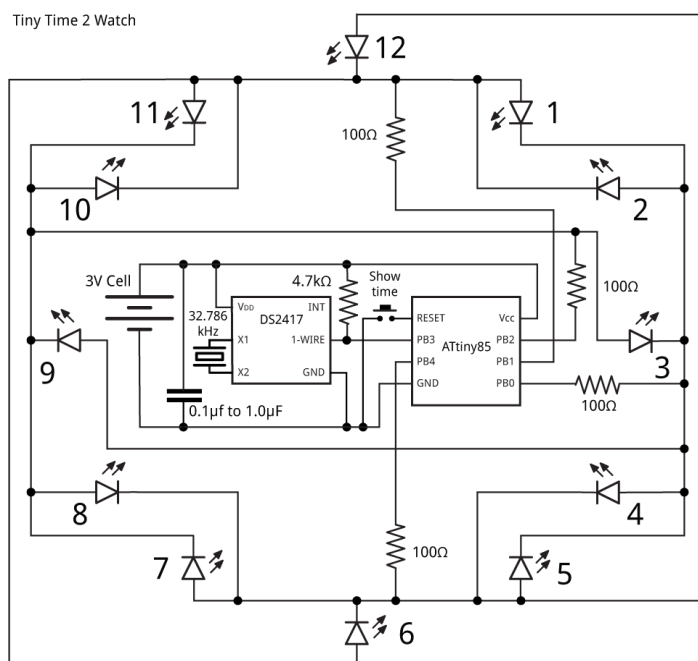 Tiny Time 2 Watch
12
11
1
100Ω
10
2
3V Cell
4.7kΩ
Show
time
100Ω
32.786
kHz
VDD
INT
DS2417
X1
1-WIRE
X2
GND
RESET
Vcc
PB3
ATtiny85
PB2
PB4
PB1
GND
PB0
9
3
0.1µf to 1.0µF
100Ω
8
4
7
100Ω
5
6